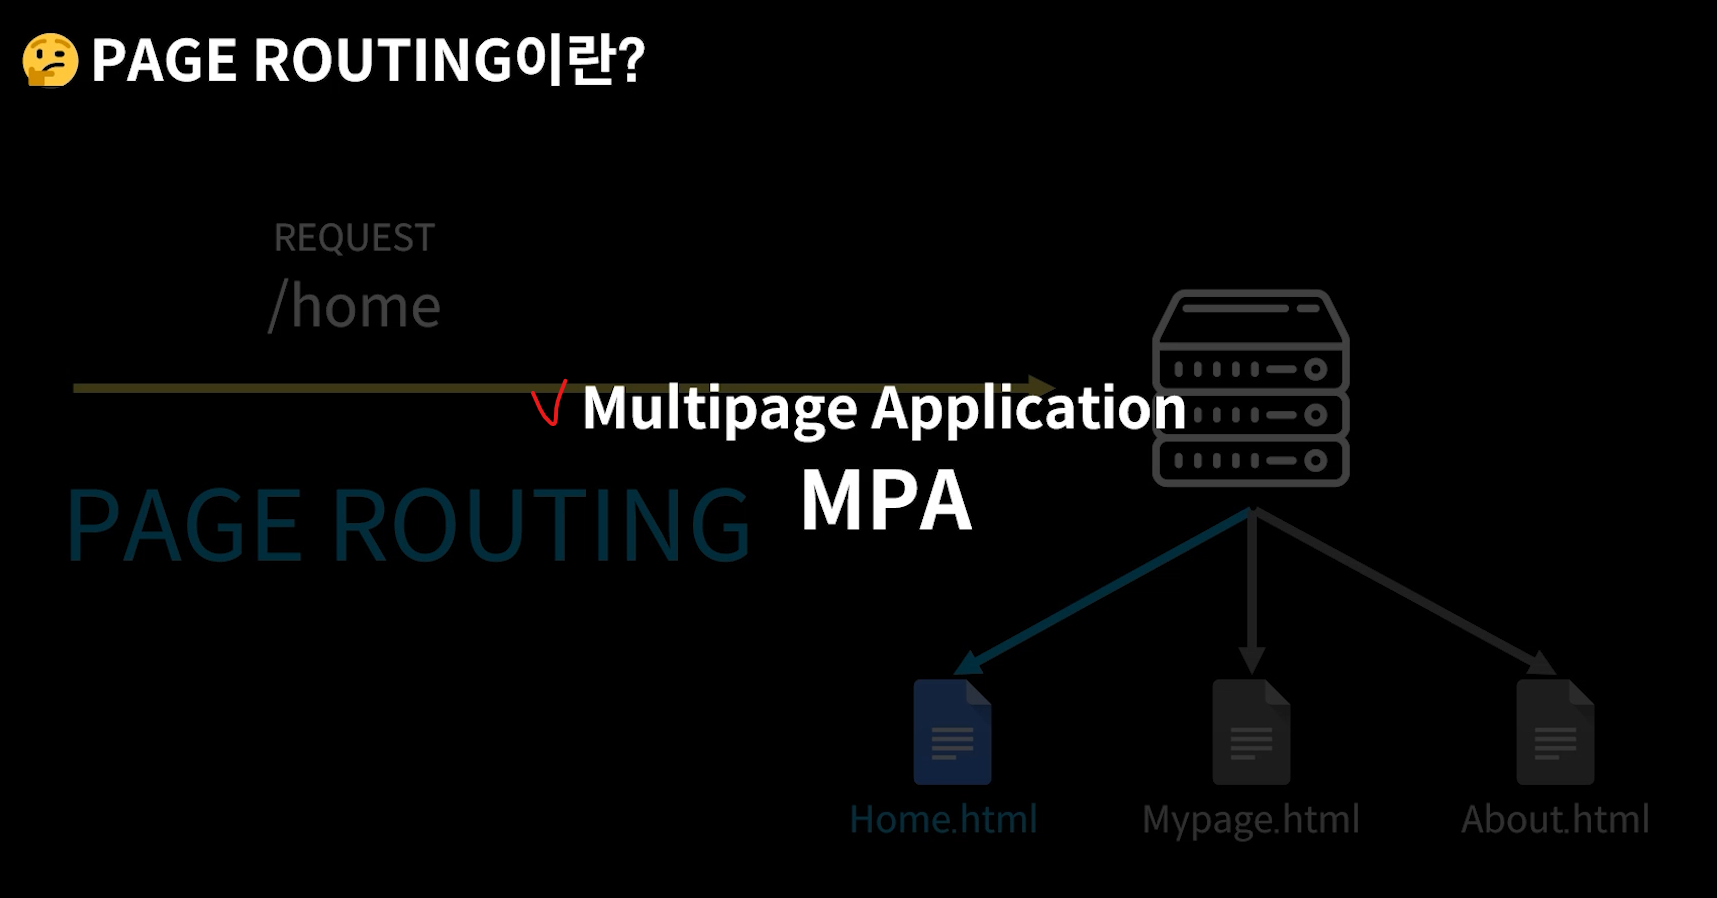 🤔 PAGE ROUTING이란?
REQUEST
/home
Multipage Application
MPA
PAGE ROUTING
Home.html
Mypage.html
About.html